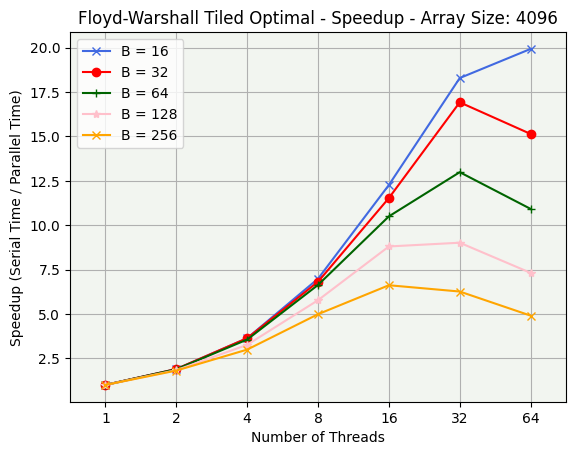 Floyd-Warshall Tiled Optimal - Speedup - Array Size: 4096
B = 16
B = 32
B = 64
B = 128
B = 256
Speedup (Serial Time / Parallel Time)
20.0
17.5
15.0
12.5
10.0
7.5
5.0
2.5
1 2 4 8 16 32 64
Number of Threads